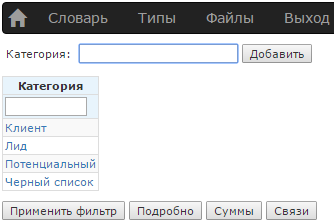 Словарь Типы Файлы Выход
Категория: Добавить
Категория
Клиент
Лид
Потенциальный
Черный список
Применить фильтр Подробно Суммы Связи